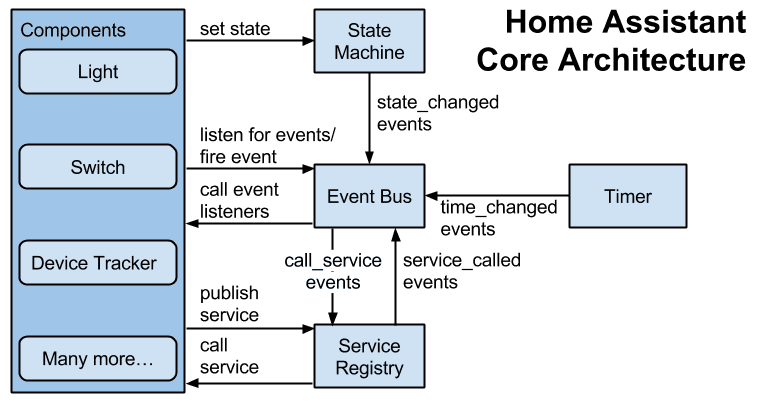 Home Assistant
Core Architecture
Components
Light
Switch
Device Tracker
Many more...
set state
State
Machine
state_changed
events
listen for events/
fire event
call event
listeners
Event Bus
time_changed
events
Timer
call_service
events
service_called
events
publish
service
call
service
Service
Registry